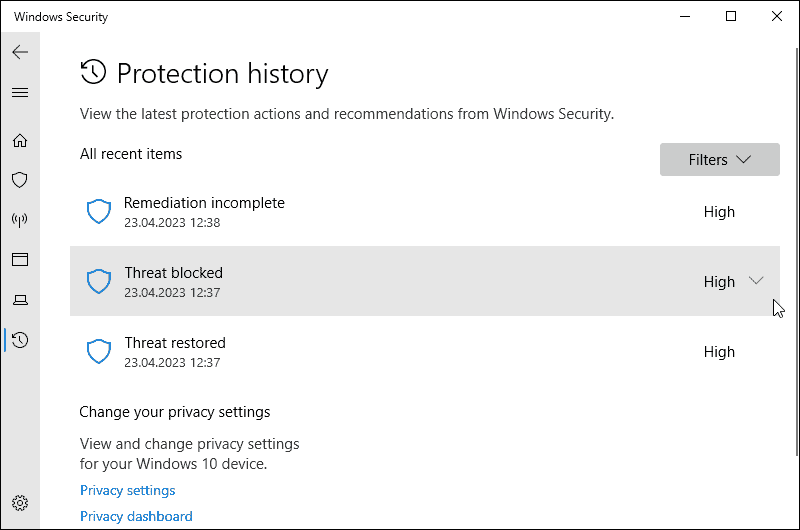 Windows Security
Protection history
View the latest protection actions and recommendations from Windows Security.
All recent items
Filters
Remediation incomplete
23.04.2023 12:38
High
Threat blocked
23.04.2023 12:37
High
Threat restored
23.04.2023 12:37
High
Change your privacy settings
View and change privacy settings
for your Windows 10 device.
Privacy settings
Privacy dashboard